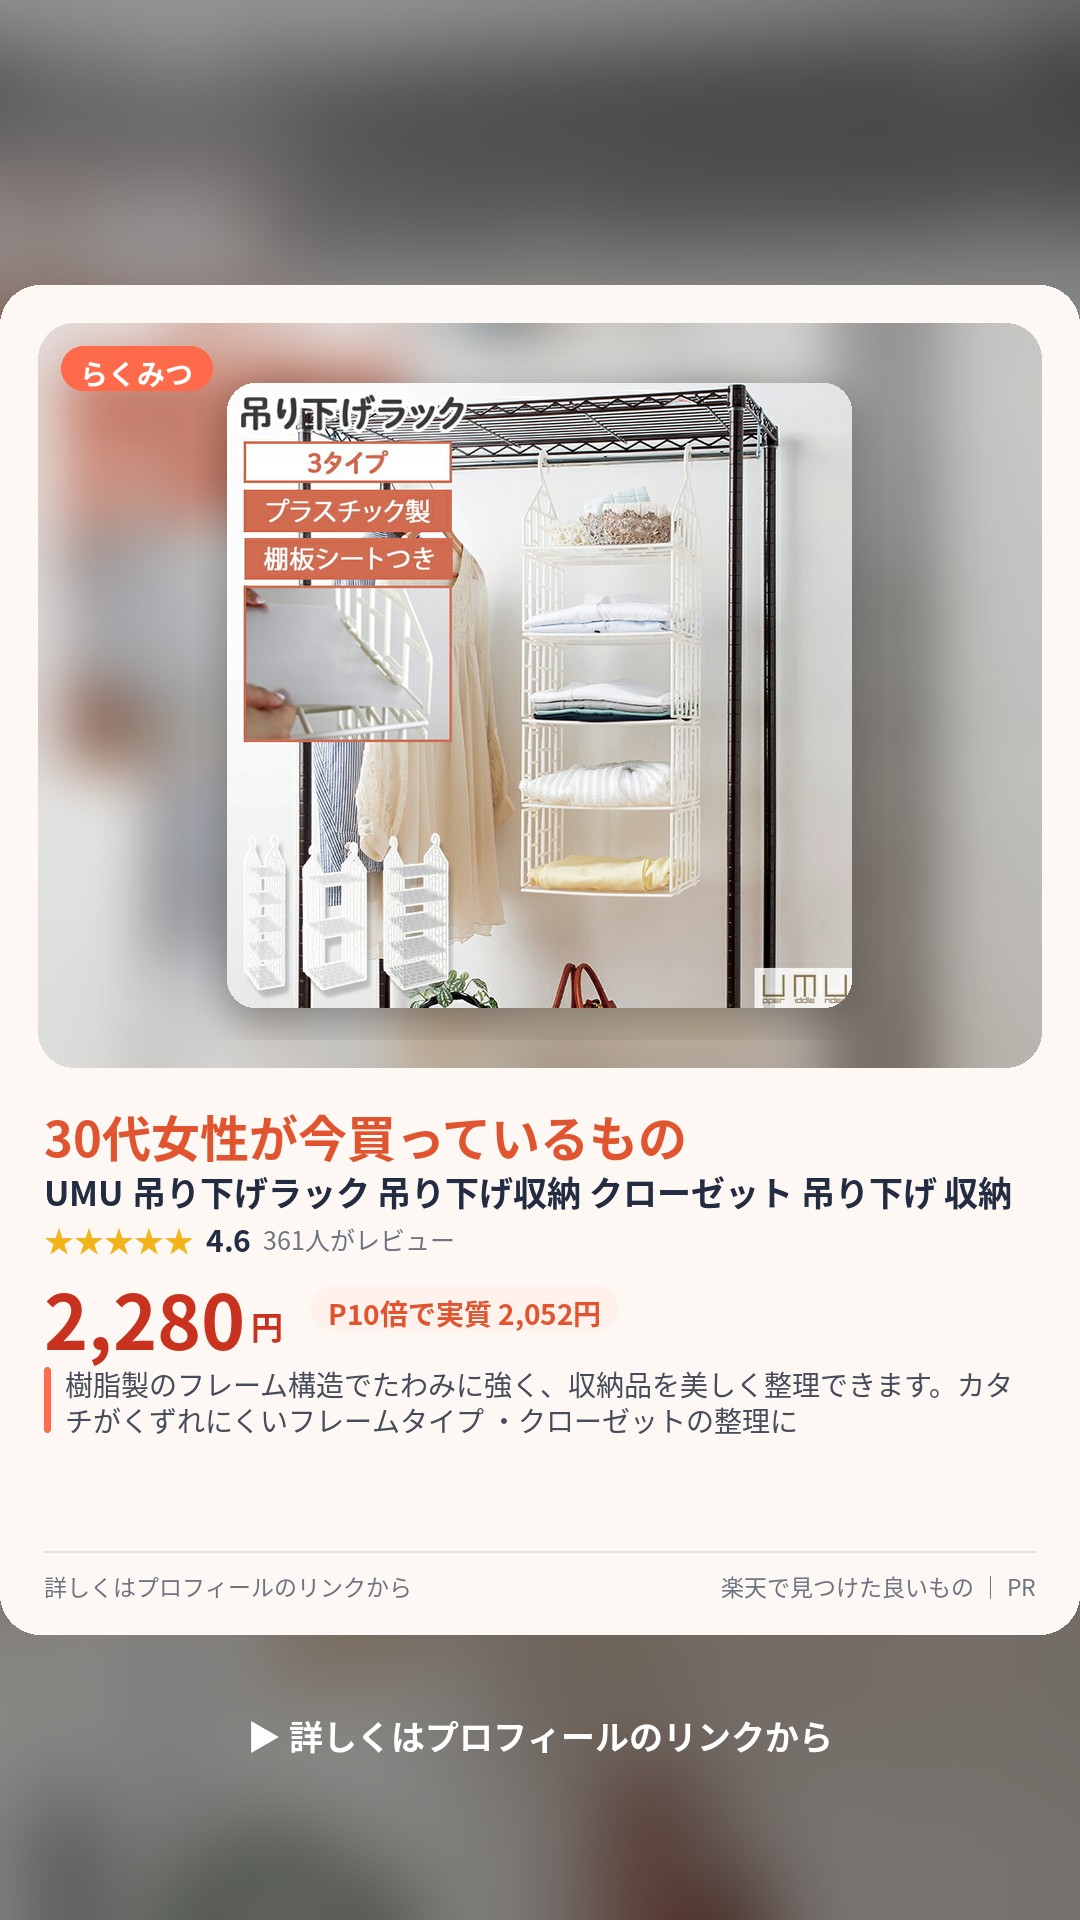 らくみつ
吊り下げラック
3タイプ
プラスチック製
棚板シートつき
UMU
30代女性が今買っているもの
UMU 吊り下げラック 吊り下げ収納 クローゼット 吊り下げ 収納
★★★★★ 4.6 361人がレビュー
2,280円 P10倍で実質 2,052円
樹脂製のフレーム構造でたわみに強く、収納品を美しく整理できます。カタ
チがくずれにくいフレームタイプ ・クローゼットの整理に
詳しくはプロフィールのリンクから
楽天で見つけた良いもの | PR
▶ 詳しくはプロフィールのリンクから